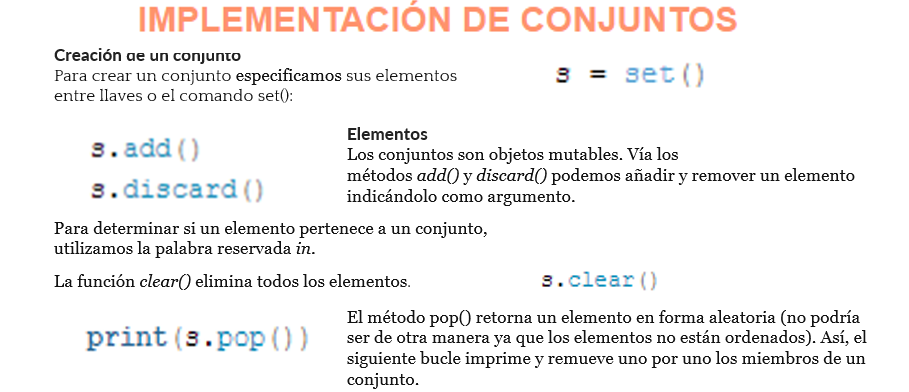 IMPLEMENTACIÓN DE CONJUNTOS
Creación de un conjunto
Para crear un conjunto especificamos sus elementos
entre llaves o el comando set():
s = set()
s.add()
s.discard()
Elementos
Los conjuntos son objetos mutables. Vía los
métodos add() y discard() podemos añadir y remover un elemento
indicándolo como argumento.
Para determinar si un elemento pertenece a un conjunto,
utilizamos la palabra reservada in.
La función clear() elimina todos los elementos.
s.clear()
print(s.pop())
El método pop() retorna un elemento en forma aleatoria (no podría
ser de otra manera ya que los elementos no están ordenados). Así, el
siguiente bucle imprime y remueve uno por uno los miembros de un
conjunto.